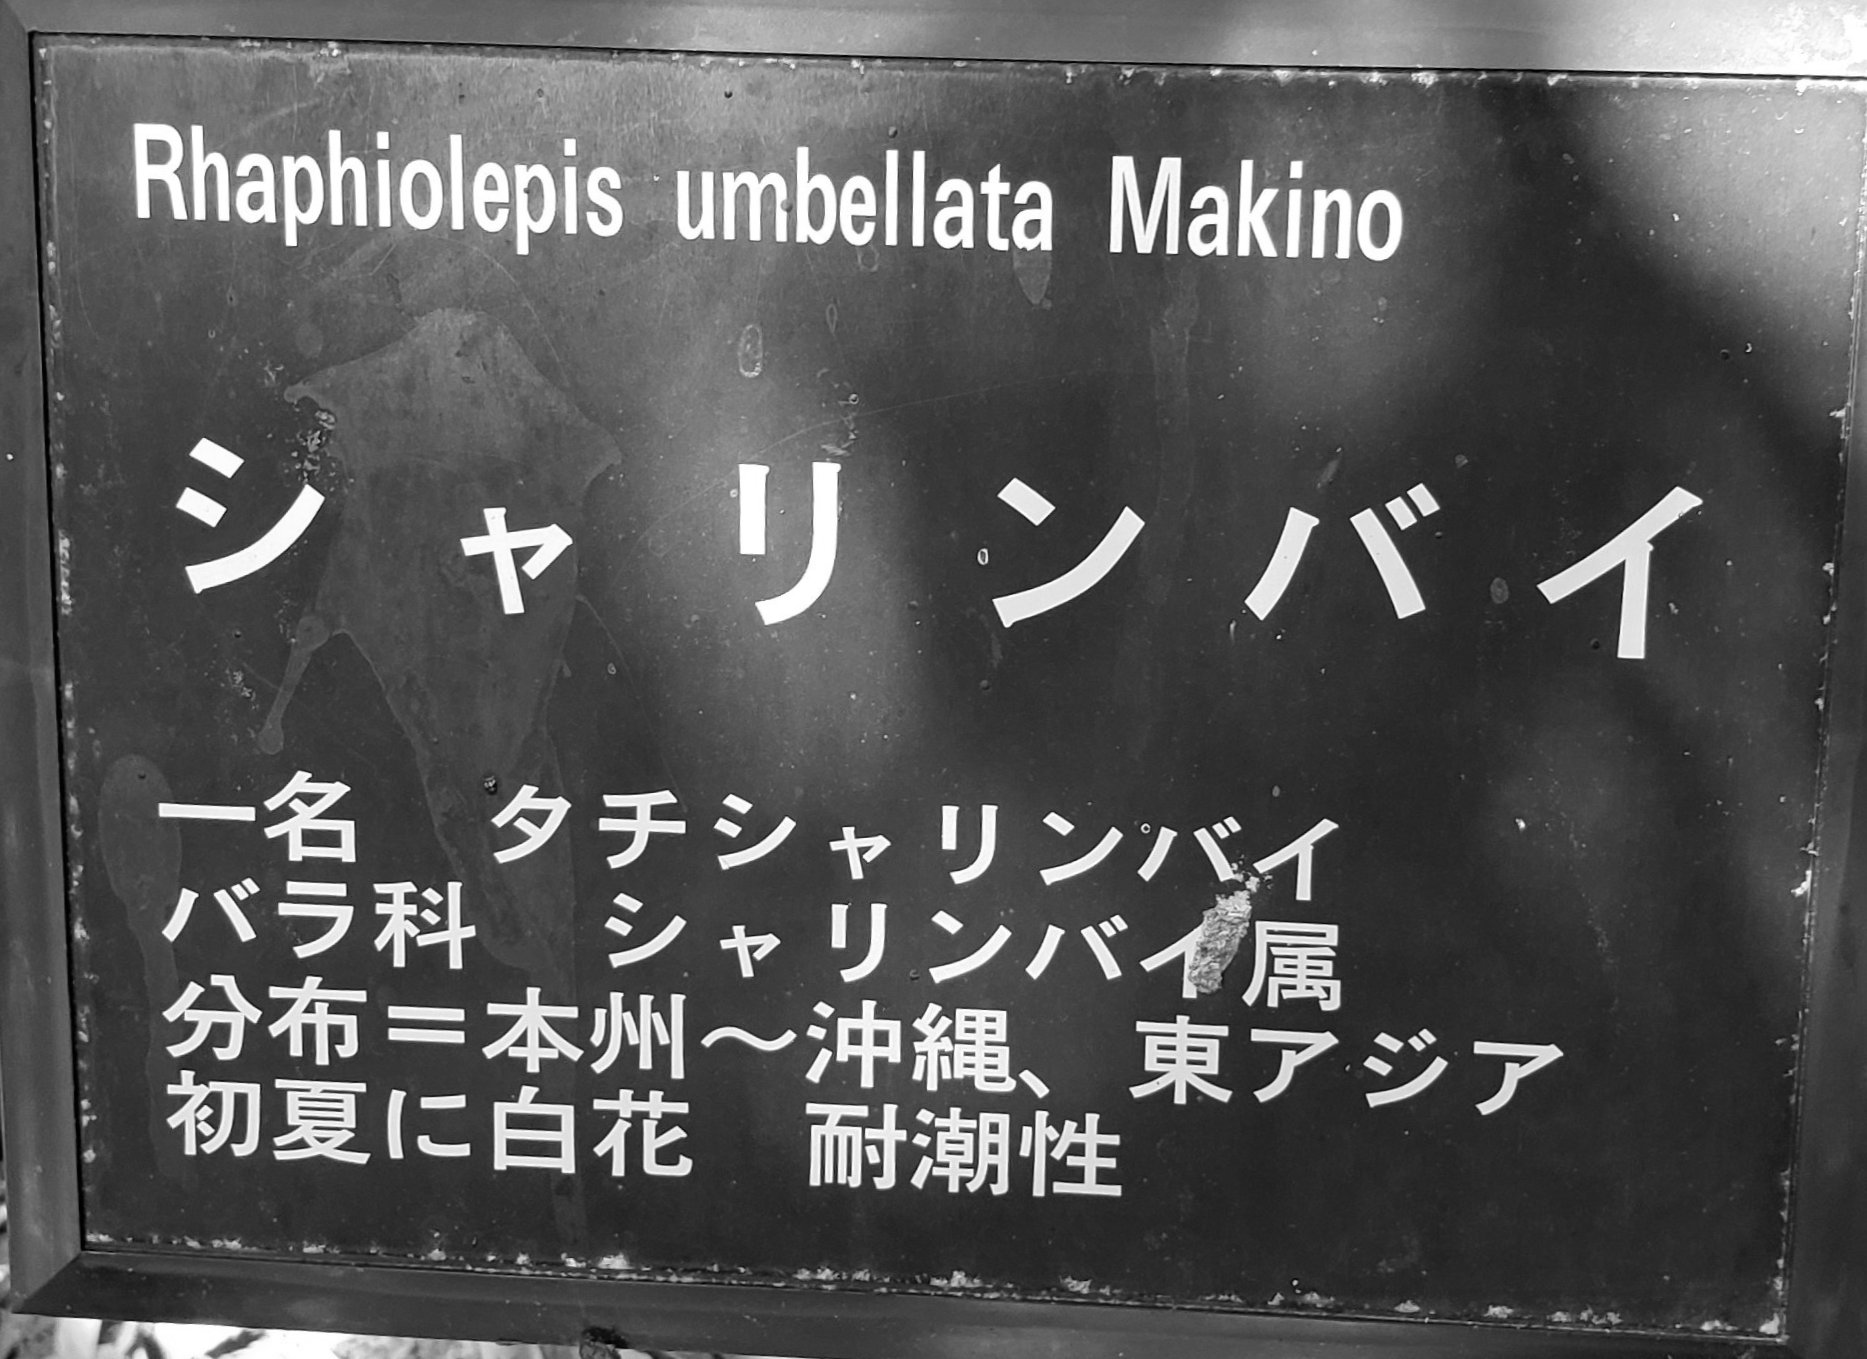 Rhaphiolepis umbellata Makino
シャリンバイ
一名 タチシャリンバイ
バラ科 シャリンバイ属
分布＝本州～沖縄、東アジア
初夏に白花 耐潮性